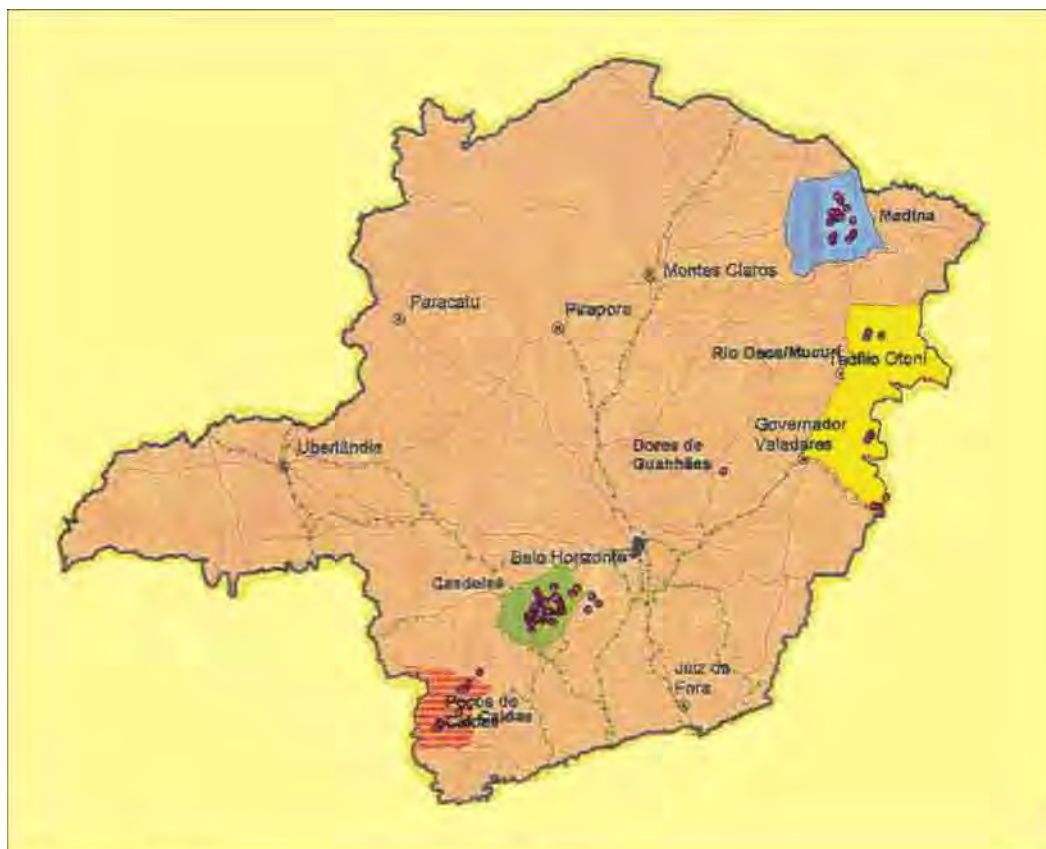 Medina
Montes Claros
Paracatu
Pirapora
Rio Doce/Mucuri
Teófilo Otoni
Governador
Valadares
Dores de
Guanhães
Uberlândia
Belo Horizonte
Candeias
Juiz de
Fora
Poços de
Caldas
Caldas